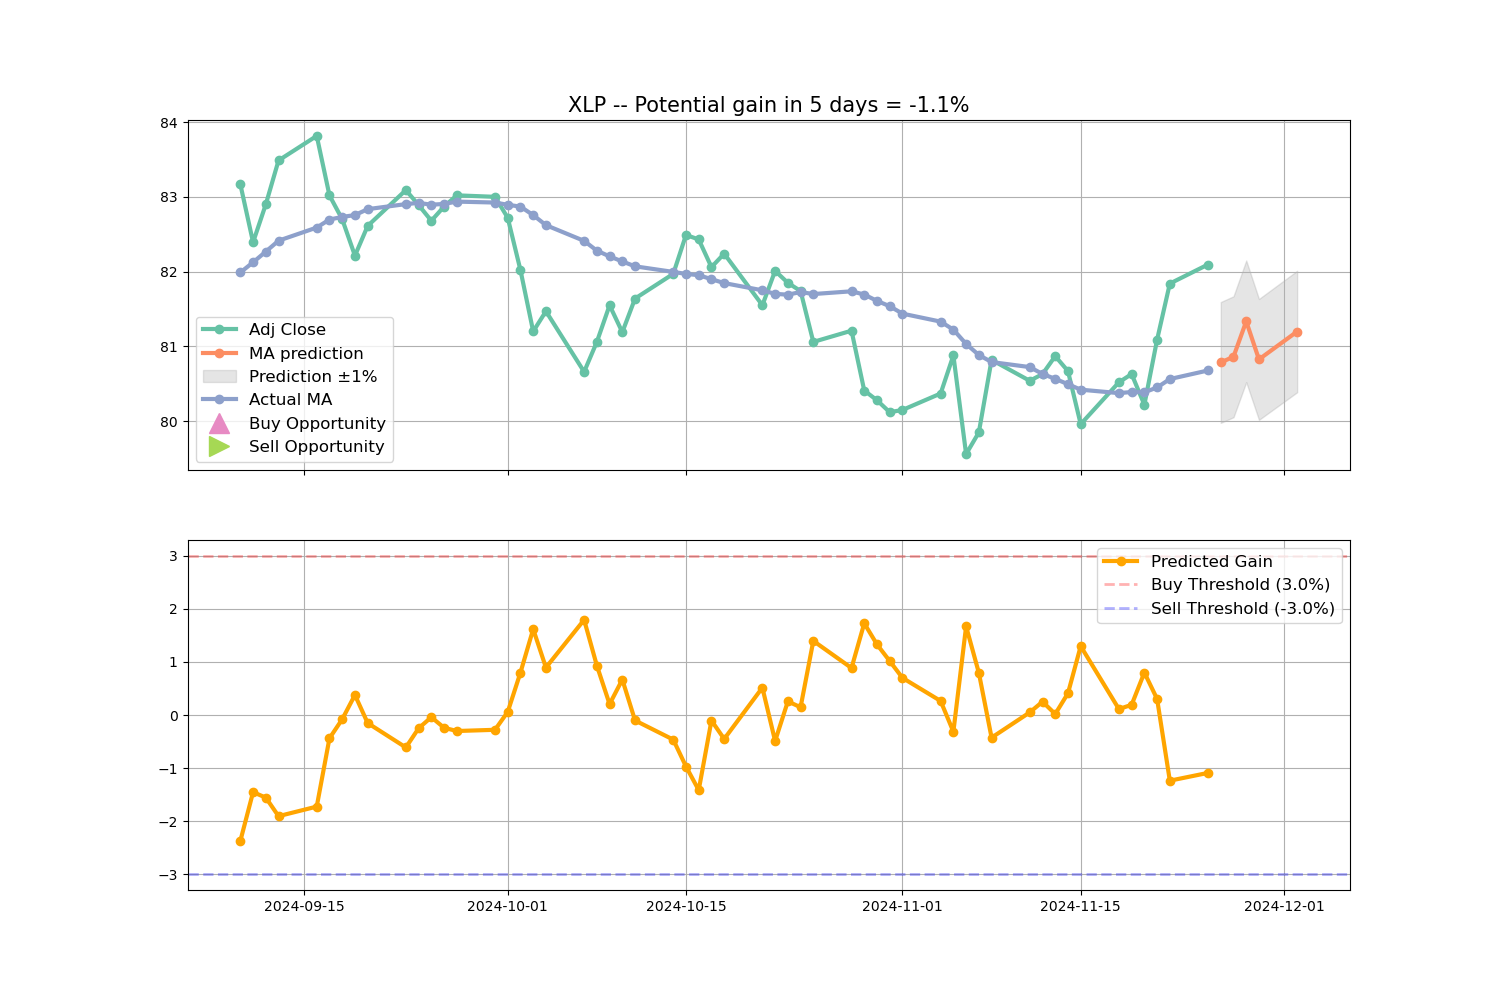 XLP -- Potential gain in 5 days = -1.1%
84
83
82
81
80
Adj Close
MA prediction
Prediction ±1%
Actual MA
Buy Opportunity
Sell Opportunity
3
2
1
0
−1
−2
−3
Predicted Gain
Buy Threshold (3.0%)
Sell Threshold (-3.0%)
2024-09-15
2024-10-01
2024-10-15
2024-11-01
2024-11-15
2024-12-01